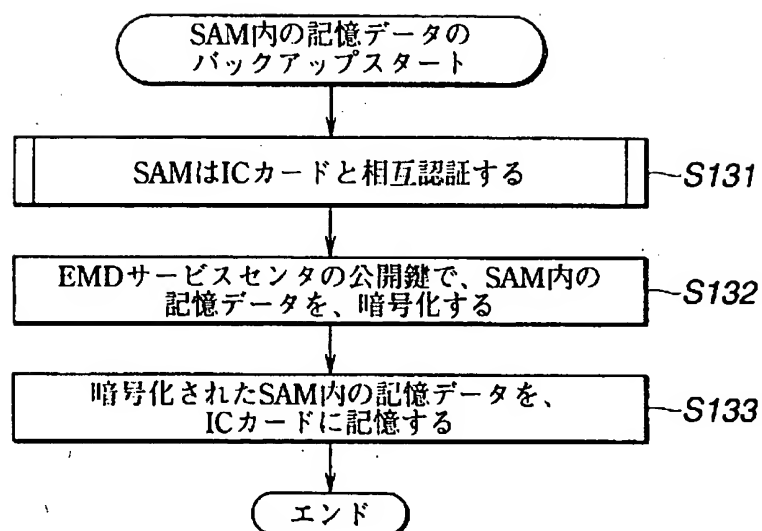 SAM内の記憶データの
バックアップスタート
SAMはICカードと相互認証する
S131
EMDサービスセンタの公開鍵で、SAM内の
記憶データを、暗号化する
S132
暗号化されたSAM内の記憶データを、
ICカードに記憶する
S133
エンド